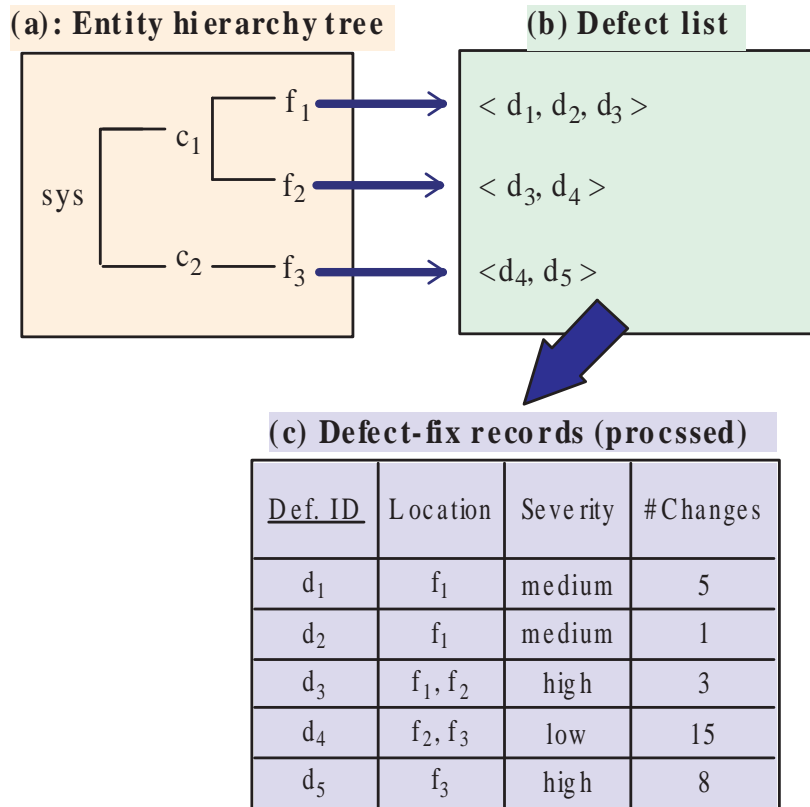 (a): Entity hierarchy tree
sys
c₁
c₂
f₁
f₂
f₃
(b) Defect list
< d₁, d₂, d₃ >
< d₃, d₄ >
<d₄, d₅ >
(c) Defect-fix records (procssed)
Def. ID Location Severity #Changes
d₁ f₁ medium 5
d₂ f₁ medium 1
d₃ f₁, f₂ high 3
d₄ f₂, f₃ low 15
d₅ f₃ high 8